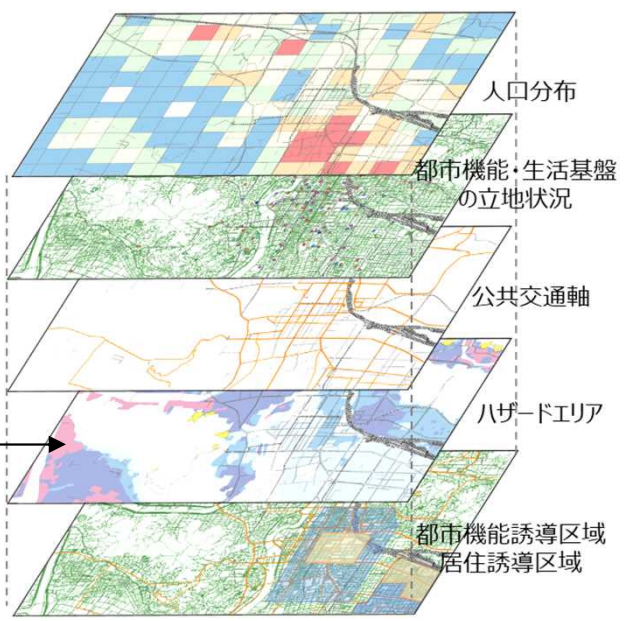 人口分布
都市機能・生活基盤
の立地状況
公共交通軸
ハザードエリア
都市機能誘導区域
居住誘導区域